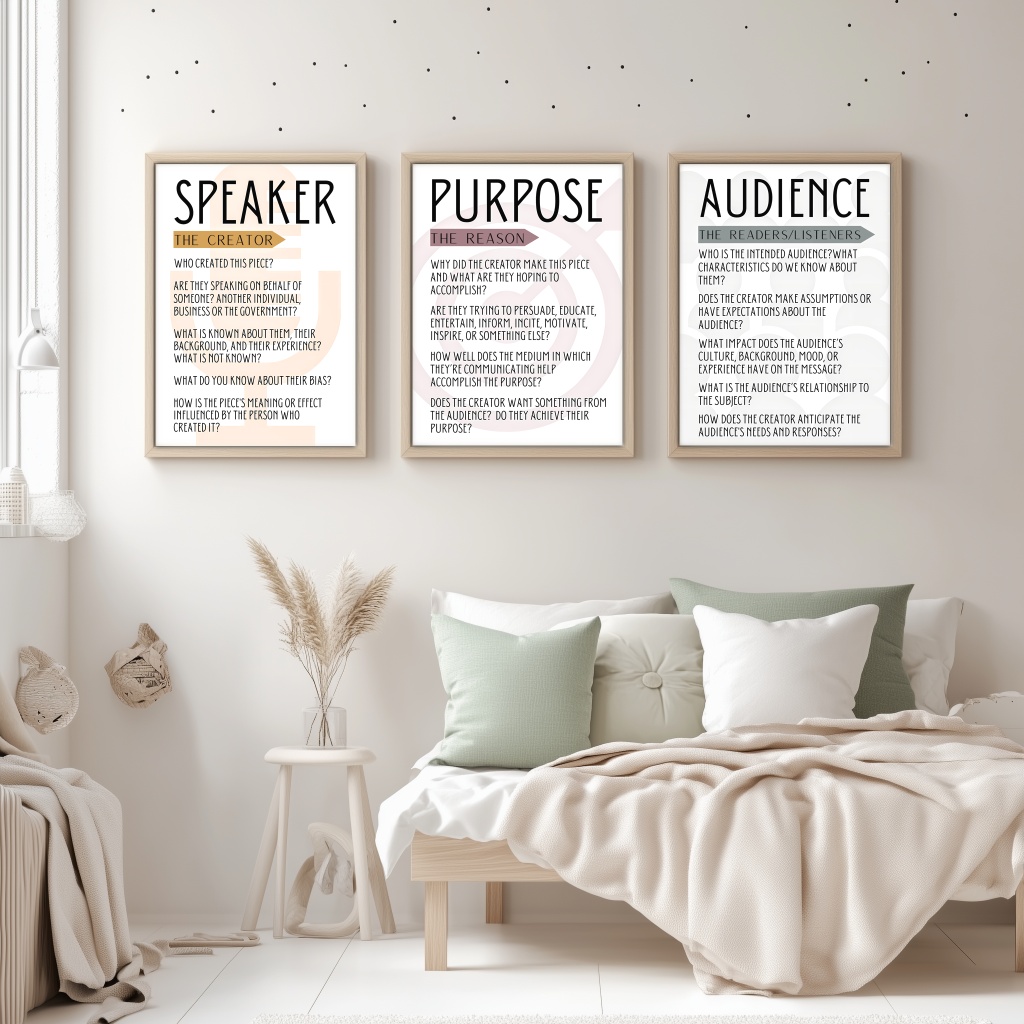 SPEAKER
THE CREATOR
WHO CREATED THIS PIECE?
ARE THEY SPEAKING ON BEHALF OF
SOMEONE? ANOTHER INDIVIDUAL,
BUSINESS OR THE GOVERNMENT?
WHAT IS KNOWN ABOUT THEM, THEIR
BACKGROUND, AND THEIR EXPERIENCE?
WHAT IS NOT KNOWN?
WHAT DO YOU KNOW ABOUT THEIR BIAS?
HOW IS THE PIECE'S MEANING OR EFFECT
INFLUENCED BY THE PERSON WHO
CREATED IT?
PURPOSE
THE REASON
WHY DID THE CREATOR MAKE THIS PIECE
AND WHAT ARE THEY HOPING TO
ACCOMPLISH?
ARE THEY TRYING TO PERSUADE, EDUCATE,
ENTERTAIN, INFORM, INCITE, MOTIVATE,
INSPIRE, OR SOMETHING ELSE?
HOW WELL DOES THE MEDIUM IN WHICH
THEY'RE COMMUNICATING HELP
ACCOMPLISH THE PURPOSE?
DOES THE CREATOR WANT SOMETHING FROM
THE AUDIENCE? DO THEY ACHIEVE THEIR
PURPOSE?
AUDIENCE
THE READERS/LISTENERS
WHO IS THE INTENDED AUDIENCE?WHAT
CHARACTERISTICS DO WE KNOW ABOUT
THEM?
DOES THE CREATOR MAKE ASSUMPTIONS OR
HAVE EXPECTATIONS ABOUT THE
AUDIENCE?
WHAT IMPACT DOES THE AUDIENCE'S
CULTURE, BACKGROUND, MOOD, OR
EXPERIENCE HAVE ON THE MESSAGE?
WHAT IS THE AUDIENCE'S RELATIONSHIP TO
THE SUBJECT?
HOW DOES THE CREATOR ANTICIPATE THE
AUDIENCE'S NEEDS AND RESPONSES?